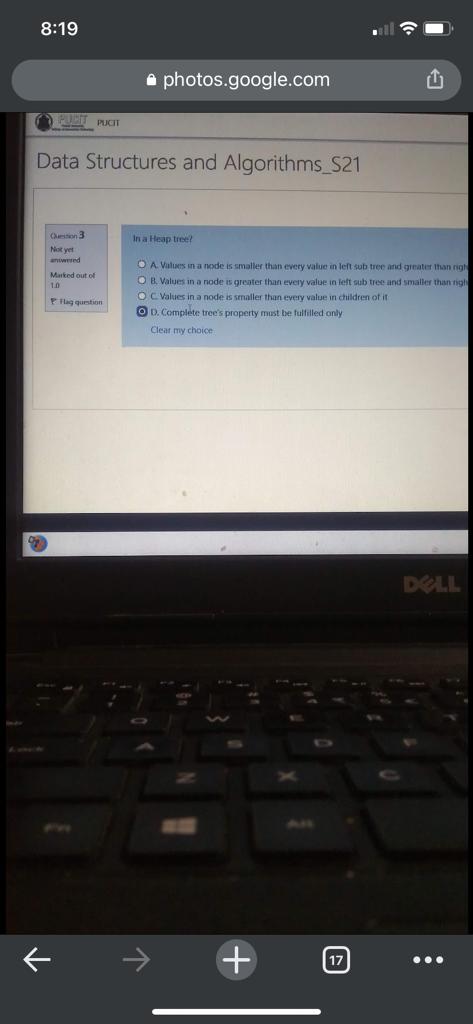 8:19
photos.google.com
PUCIT PUCIT
Data Structures and Algorithms_S21
Question 3
Not yet
answered
Marked out of
1.0
Flag question
In a Heap tree?
A. Values in a node is smaller than every value in left sub tree and greater than righ
B. Values in a node is greater than every value in left sub tree and smaller than righ
C. Values in a node is smaller than every value in children of it
D. Complete tree's property must be fulfilled only
Clear my choice
DELL
Q W E R
A S D F
Z X C
Fn Alt
17